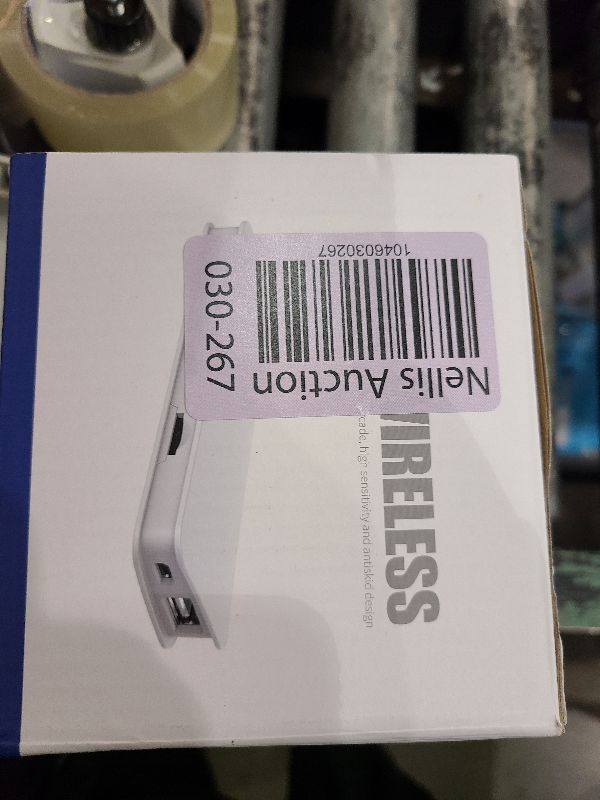 Nellis Auction
1046030267
030-267
WIRELESS
high sensitivity and antiskid design